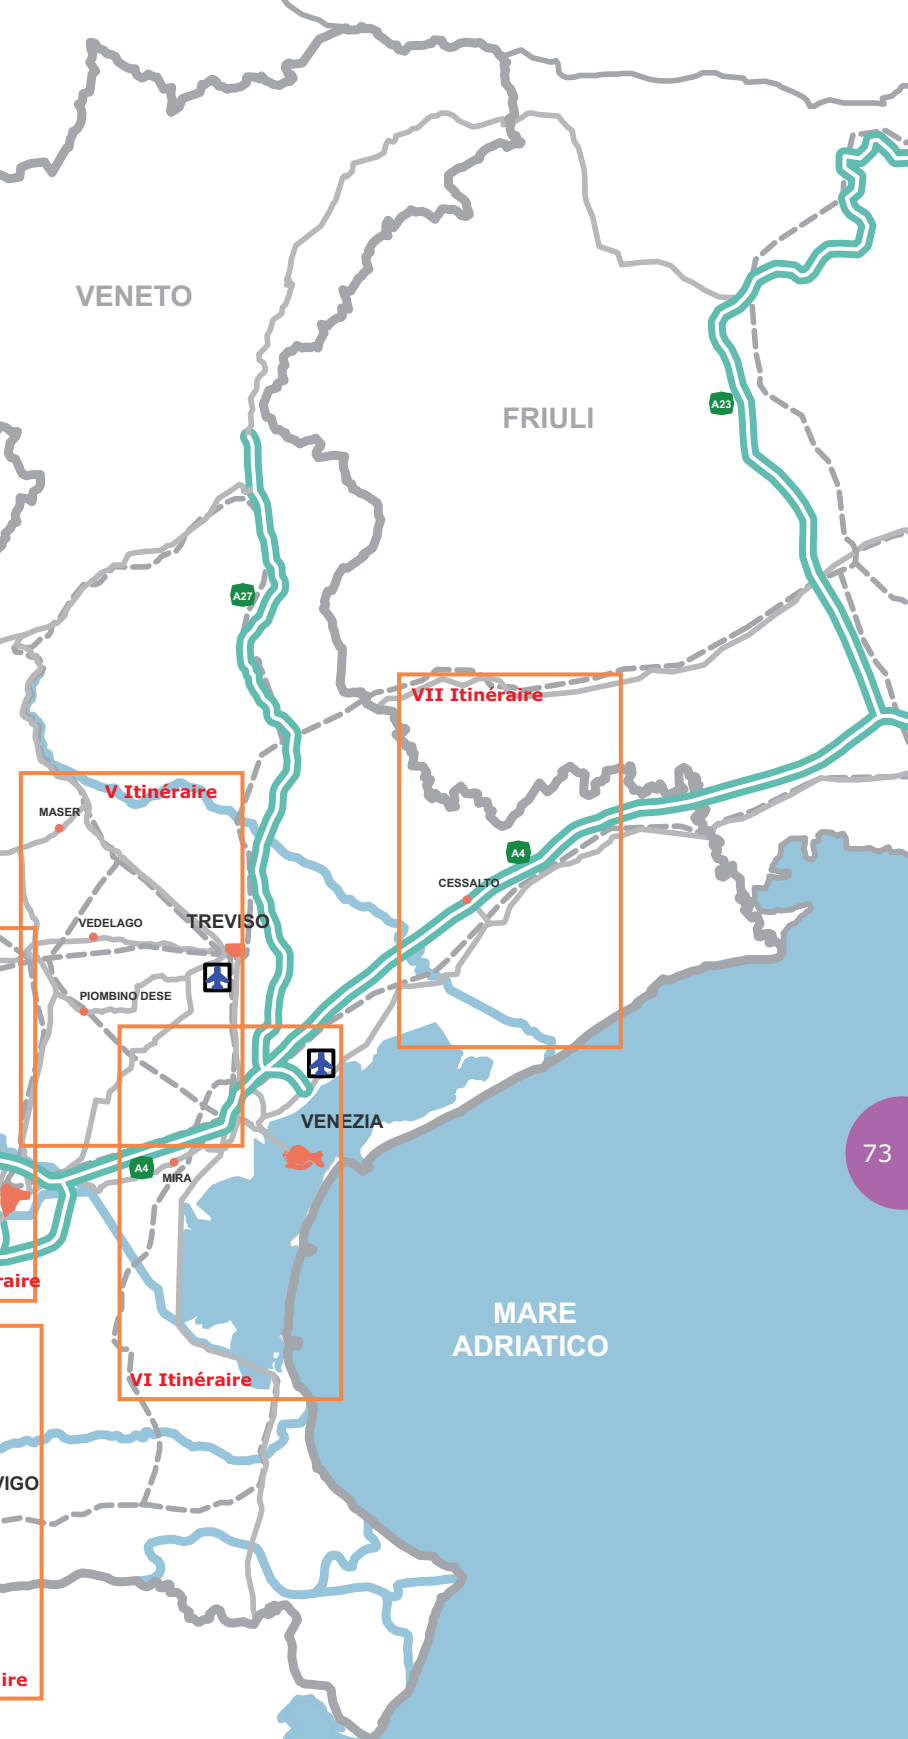 VENETO
FRIULI
A23
A27
VII Itinéraire
V Itinéraire
MASER
A4
CESSALTO
TREVISO
VEDELAGO
PIOMBINO DESE
VENEZIA
73
A4
MIRA
raire
MARE
ADRIATICO
VI Itinéraire
VIGO
ire